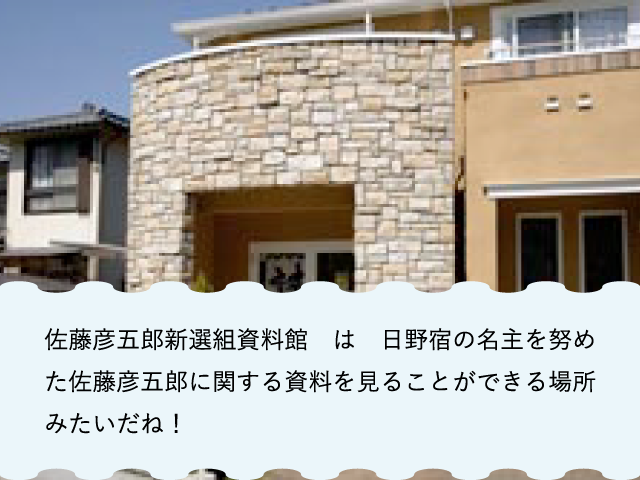 佐藤彦五郎新選組資料館　は　日野宿の名主を努め
た佐藤彦五郎に関する資料を見ることができる場所
みたいだね！